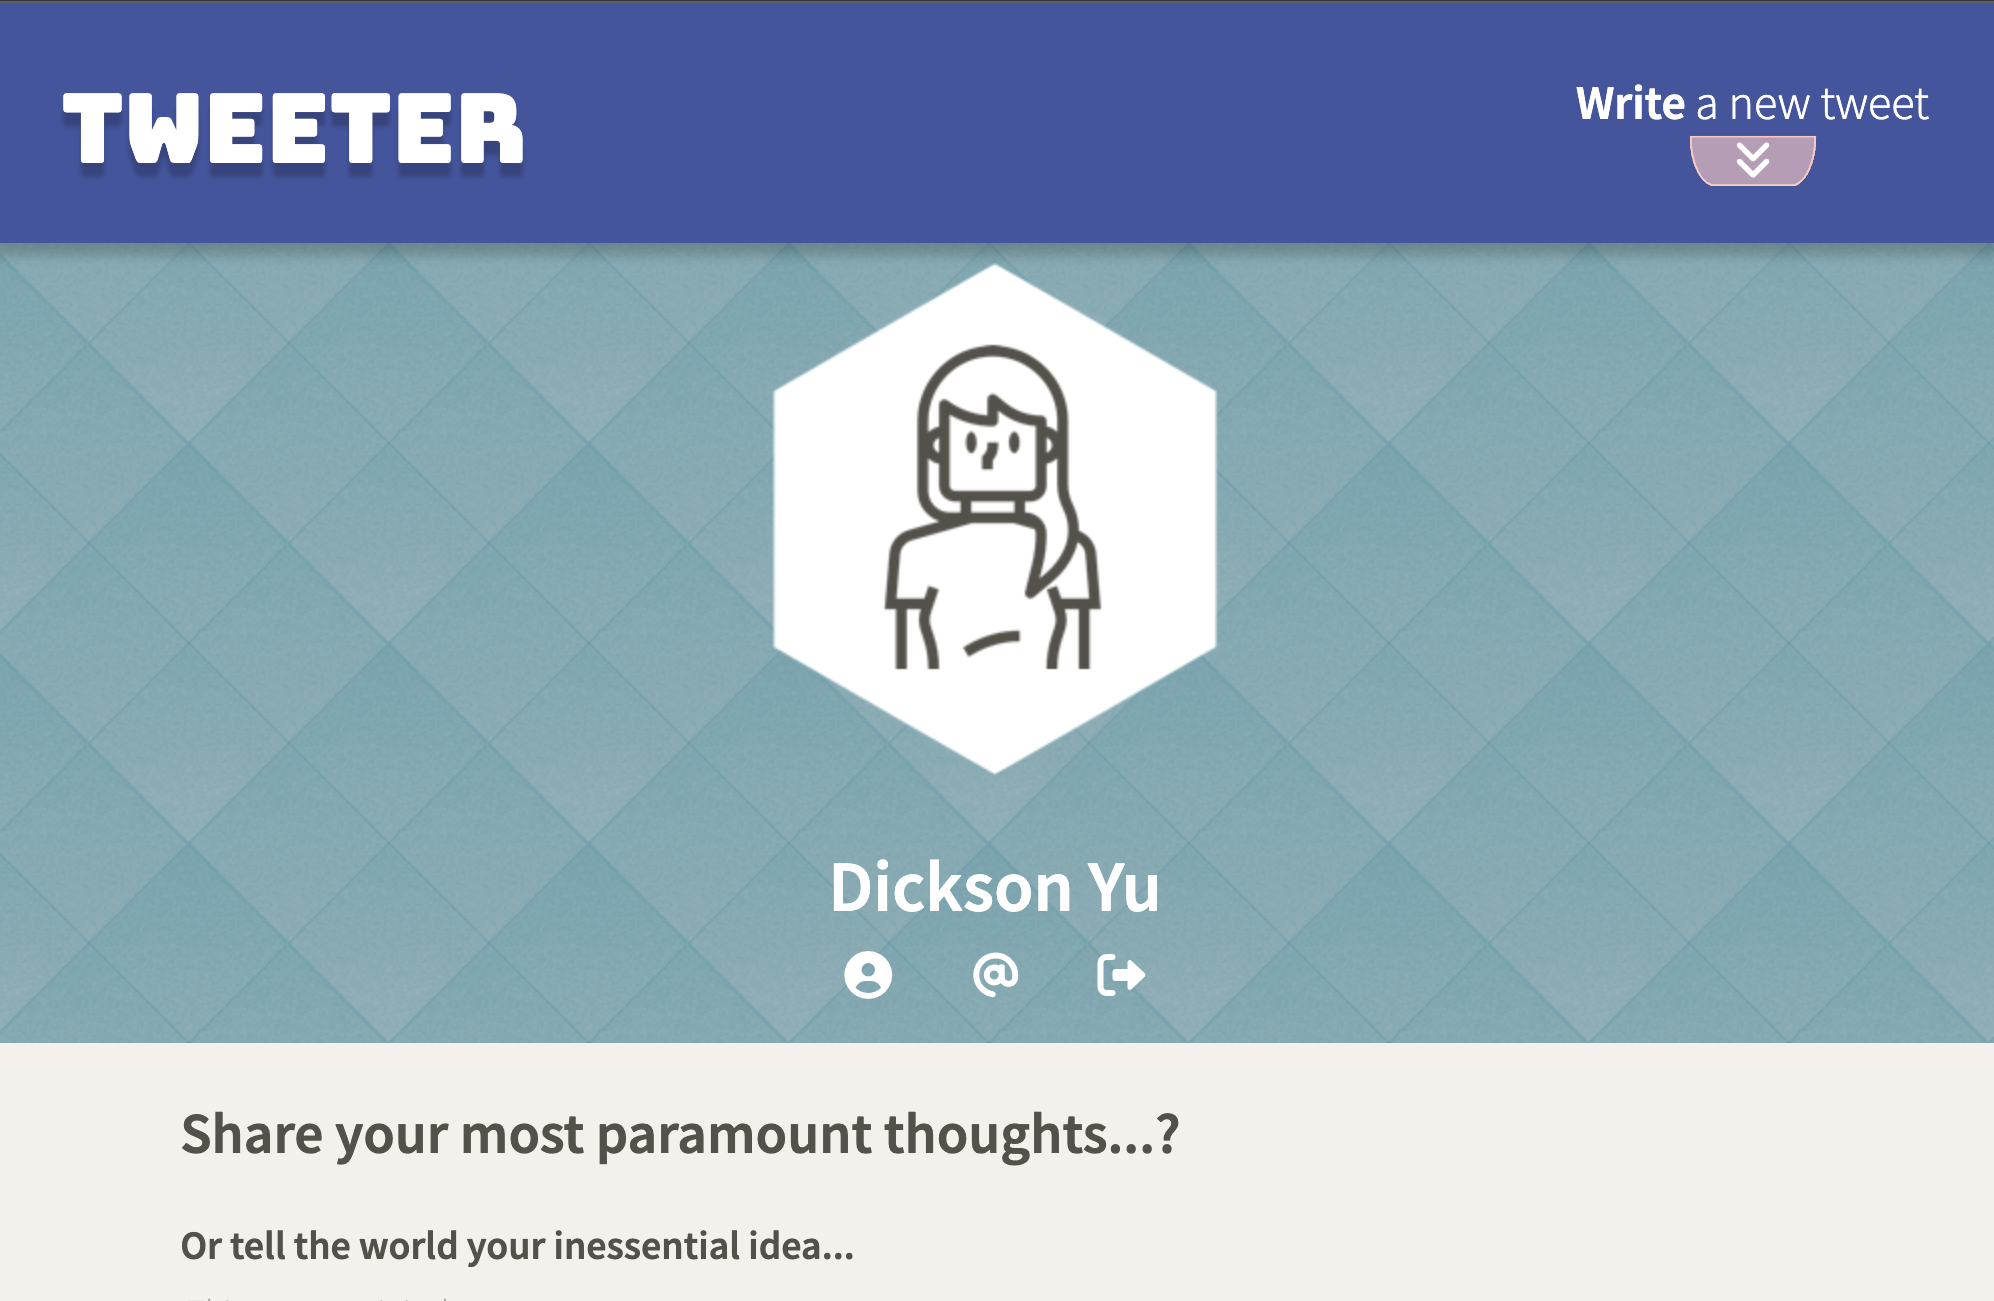 TWEETER
Write a new tweet
Dickson Yu
Share your most paramount thoughts...?
Or tell the world your inessential idea...